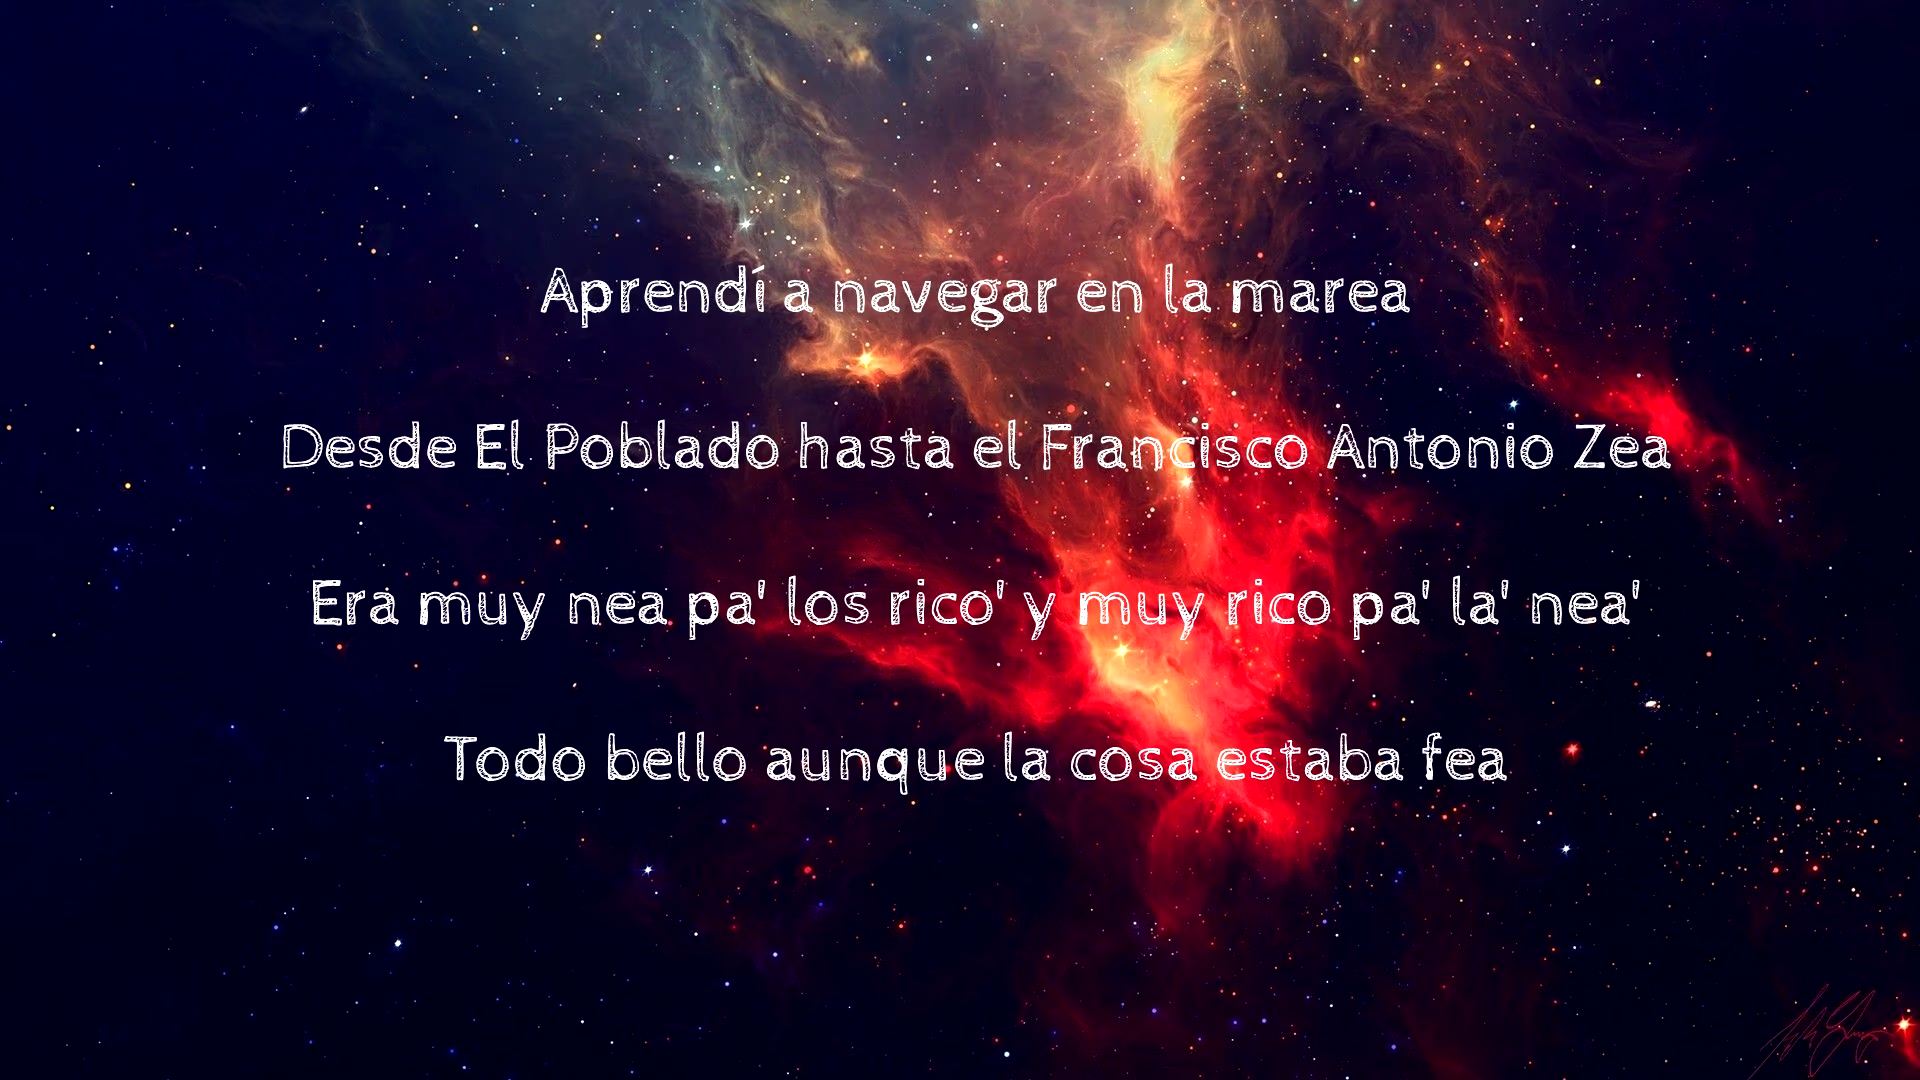 Aprendí a navegar en la marea
Desde El Poblado hasta el Francisco Antonio Zea
Era muy nea pa' los rico' y muy rico pa' la' nea'
Todo bello aunque la cosa estaba fea